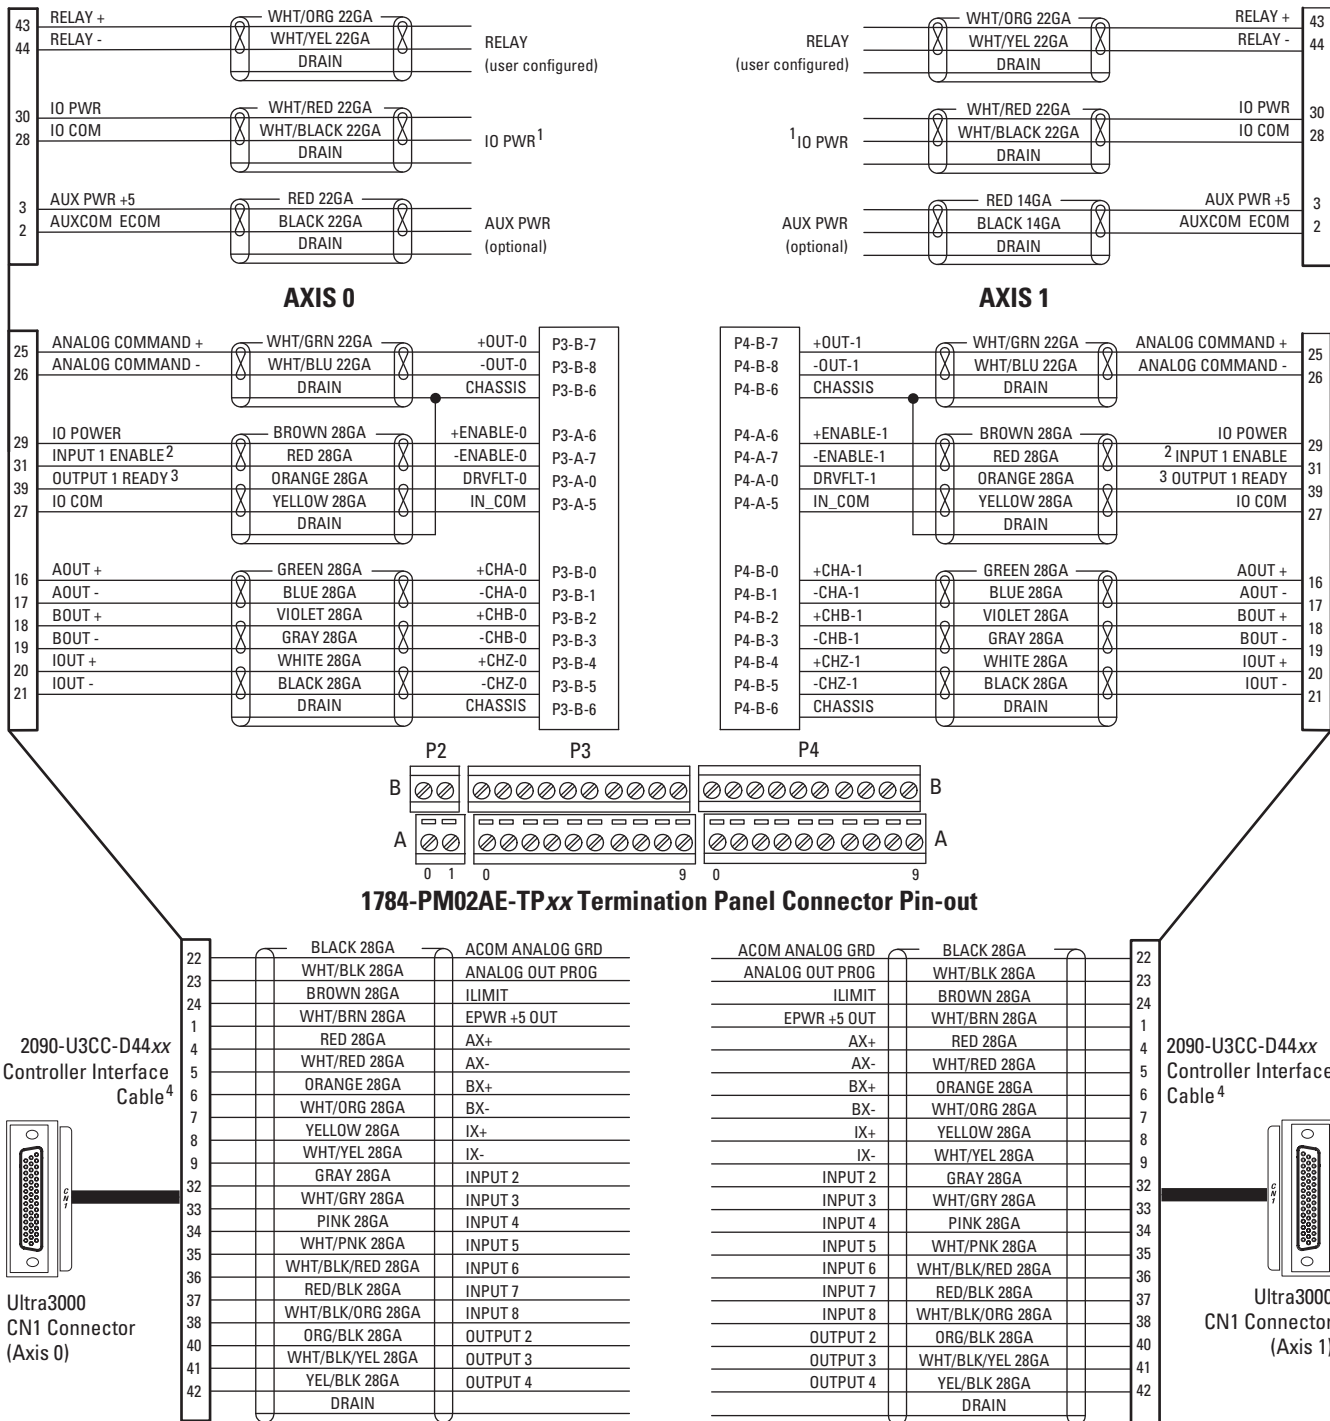 43 RELAY + WHT/ORG 22GA
44 RELAY - WHT/YEL 22GA RELAY
DRAIN (user configured)
30 IO PWR WHT/RED 22GA
28 IO COM WHT/BLACK 22GA IO PWR1
DRAIN
3 AUX PWR +5 RED 22GA
2 AUXCOM ECOM BLACK 22GA AUX PWR
DRAIN (optional)
WHT/ORG 22GA RELAY + 43
RELAY WHT/YEL 22GA RELAY - 44
(user configured) DRAIN
WHT/RED 22GA IO PWR 30
1IO PWR WHT/BLACK 22GA IO COM 28
DRAIN
RED 14GA AUX PWR +5 3
AUX PWR BLACK 14GA AUXCOM ECOM 2
(optional) DRAIN
AXIS 0
25 ANALOG COMMAND + WHT/GRN 22GA +OUT-0 P3-B-7
26 ANALOG COMMAND - WHT/BLU 22GA -OUT-0 P3-B-8
DRAIN CHASSIS P3-B-6
29 IO POWER BROWN 28GA +ENABLE-0 P3-A-6
31 INPUT 1 ENABLE2 RED 28GA -ENABLE-0 P3-A-7
39 OUTPUT 1 READY3 ORANGE 28GA DRVFLT-0 P3-A-0
27 IO COM YELLOW 28GA IN_COM P3-A-5
DRAIN
16 AOUT + GREEN 28GA +CHA-0 P3-B-0
17 AOUT - BLUE 28GA -CHA-0 P3-B-1
18 BOUT + VIOLET 28GA +CHB-0 P3-B-2
19 BOUT - GRAY 28GA -CHB-0 P3-B-3
20 IOUT + WHITE 28GA +CHZ-0 P3-B-4
21 IOUT - BLACK 28GA -CHZ-0 P3-B-5
DRAIN CHASSIS P3-B-6
AXIS 1
P4-B-7 +OUT-1 WHT/GRN 22GA ANALOG COMMAND + 25
P4-B-8 -OUT-1 WHT/BLU 22GA ANALOG COMMAND - 26
P4-B-6 CHASSIS DRAIN
P4-A-6 +ENABLE-1 BROWN 28GA IO POWER 29
P4-A-7 -ENABLE-1 RED 28GA 2 INPUT 1 ENABLE 31
P4-A-0 DRVFLT-1 ORANGE 28GA 3 OUTPUT 1 READY 39
P4-A-5 IN_COM YELLOW 28GA IO COM 27
DRAIN
P4-B-0 +CHA-1 GREEN 28GA AOUT + 16
P4-B-1 -CHA-1 BLUE 28GA AOUT - 17
P4-B-2 +CHB-1 VIOLET 28GA BOUT + 18
P4-B-3 -CHB-1 GRAY 28GA BOUT - 19
P4-B-4 +CHZ-1 WHITE 28GA IOUT + 20
P4-B-5 -CHZ-1 BLACK 28GA IOUT - 21
P4-B-6 CHASSIS DRAIN
P2 P3 P4
B B
A A
0 1 0 9 0 9
1784-PM02AE-TPxx Termination Panel Connector Pin-out
22 BLACK 28GA ACOM ANALOG GRD
23 WHT/BLK 28GA ANALOG OUT PROG
24 BROWN 28GA ILIMIT
1 WHT/BRN 28GA EPWR +5 OUT
4 RED 28GA AX+
5 WHT/RED 28GA AX-
6 ORANGE 28GA BX+
7 WHT/ORG 28GA BX-
8 YELLOW 28GA IX+
9 WHT/YEL 28GA IX-
32 GRAY 28GA INPUT 2
33 WHT/GRY 28GA INPUT 3
34 PINK 28GA INPUT 4
35 WHT/PNK 28GA INPUT 5
36 WHT/BLK/RED 28GA INPUT 6
37 RED/BLK 28GA INPUT 7
38 WHT/BLK/ORG 28GA INPUT 8
40 ORG/BLK 28GA OUTPUT 2
41 WHT/BLK/YEL 28GA OUTPUT 3
42 YEL/BLK 28GA OUTPUT 4
DRAIN
2090-U3CC-D44xx
Controller Interface
Cable4
CN1
Ultra3000
CN1 Connector
(Axis 0)
ACOM ANALOG GRD BLACK 28GA 22
ANALOG OUT PROG WHT/BLK 28GA 23
ILIMIT BROWN 28GA 24
EPWR +5 OUT WHT/BRN 28GA 1
AX+ RED 28GA 4
AX- WHT/RED 28GA 5
BX+ ORANGE 28GA 6
BX- WHT/ORG 28GA 7
IX+ YELLOW 28GA 8
IX- WHT/YEL 28GA 9
INPUT 2 GRAY 28GA 32
INPUT 3 WHT/GRY 28GA 33
INPUT 4 PINK 28GA 34
INPUT 5 WHT/PNK 28GA 35
INPUT 6 WHT/BLK/RED 28GA 36
INPUT 7 RED/BLK 28GA 37
INPUT 8 WHT/BLK/ORG 28GA 38
OUTPUT 2 ORG/BLK 28GA 40
OUTPUT 3 WHT/BLK/YEL 28GA 41
OUTPUT 4 YEL/BLK 28GA 42
DRAIN
2090-U3CC-D44xx
Controller Interface
Cable4
CN1
Ultra3000
CN1 Connector
(Axis 1)